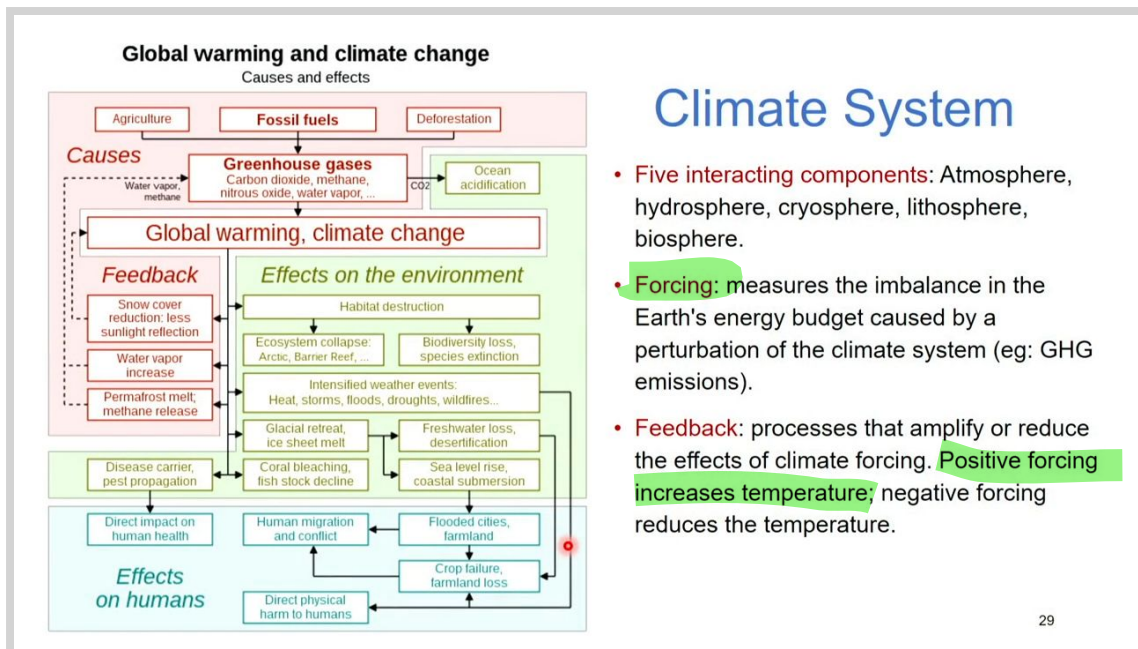 Global warming and climate change
Causes and effects
Agriculture
Fossil fuels
Deforestation
Causes
Greenhouse gases
Carbon dioxide, methane,
nitrous oxide, water vapor, ...
Water vapor,
methane
CO2
Ocean
acidification
Global warming, climate change
Feedback
Effects on the environment
Snow cover
reduction: less
sunlight reflection
Water vapor
increase
Permafrost melt;
methane release
Habitat destruction
Ecosystem collapse:
Arctic, Barrier Reef, ...
Biodiversity loss,
species extinction
Intensified weather events:
Heat, storms, floods, droughts, wildfires...
Glacial retreat,
ice sheet melt
Freshwater loss,
desertification
Disease carrier,
pest propagation
Coral bleaching,
fish stock decline
Sea level rise,
coastal submersion
Direct impact on
human health
Human migration
and conflict
Flooded cities,
farmland
Effects
on humans
Crop failure,
farmland loss
Direct physical
harm to humans
Climate System
• Five interacting components: Atmosphere,
hydrosphere, cryosphere, lithosphere,
biosphere.
• Forcing: measures the imbalance in the
Earth's energy budget caused by a
perturbation of the climate system (eg: GHG
emissions).
• Feedback: processes that amplify or reduce
the effects of climate forcing. Positive forcing
increases temperature; negative forcing
reduces the temperature.
29